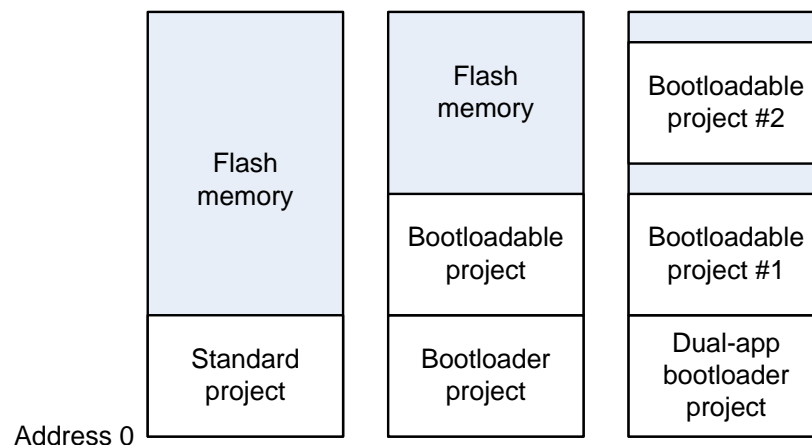 Flash
memory
Standard
project
Address 0
Flash
memory
Bootloadable
project
Bootloader
project
Bootloadable
project #2
Bootloadable
project #1
Dual-app
bootloader
project